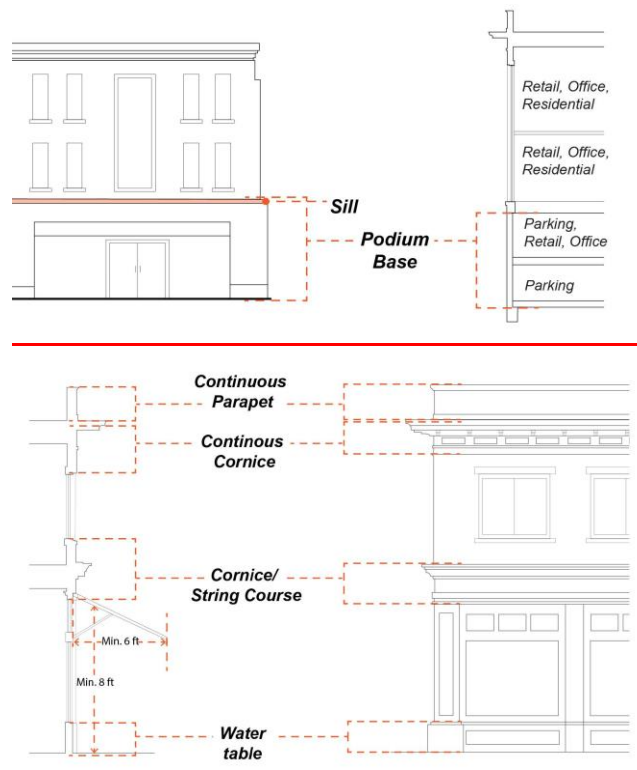 Retail, Office,
Residential
Retail, Office,
Residential
Sill
Podium
Base
Parking,
Retail, Office
Parking
Continuous
Parapet
Continous
Cornice
Cornice/
String Course
Min. 6 ft
Min. 8 ft
Water
table